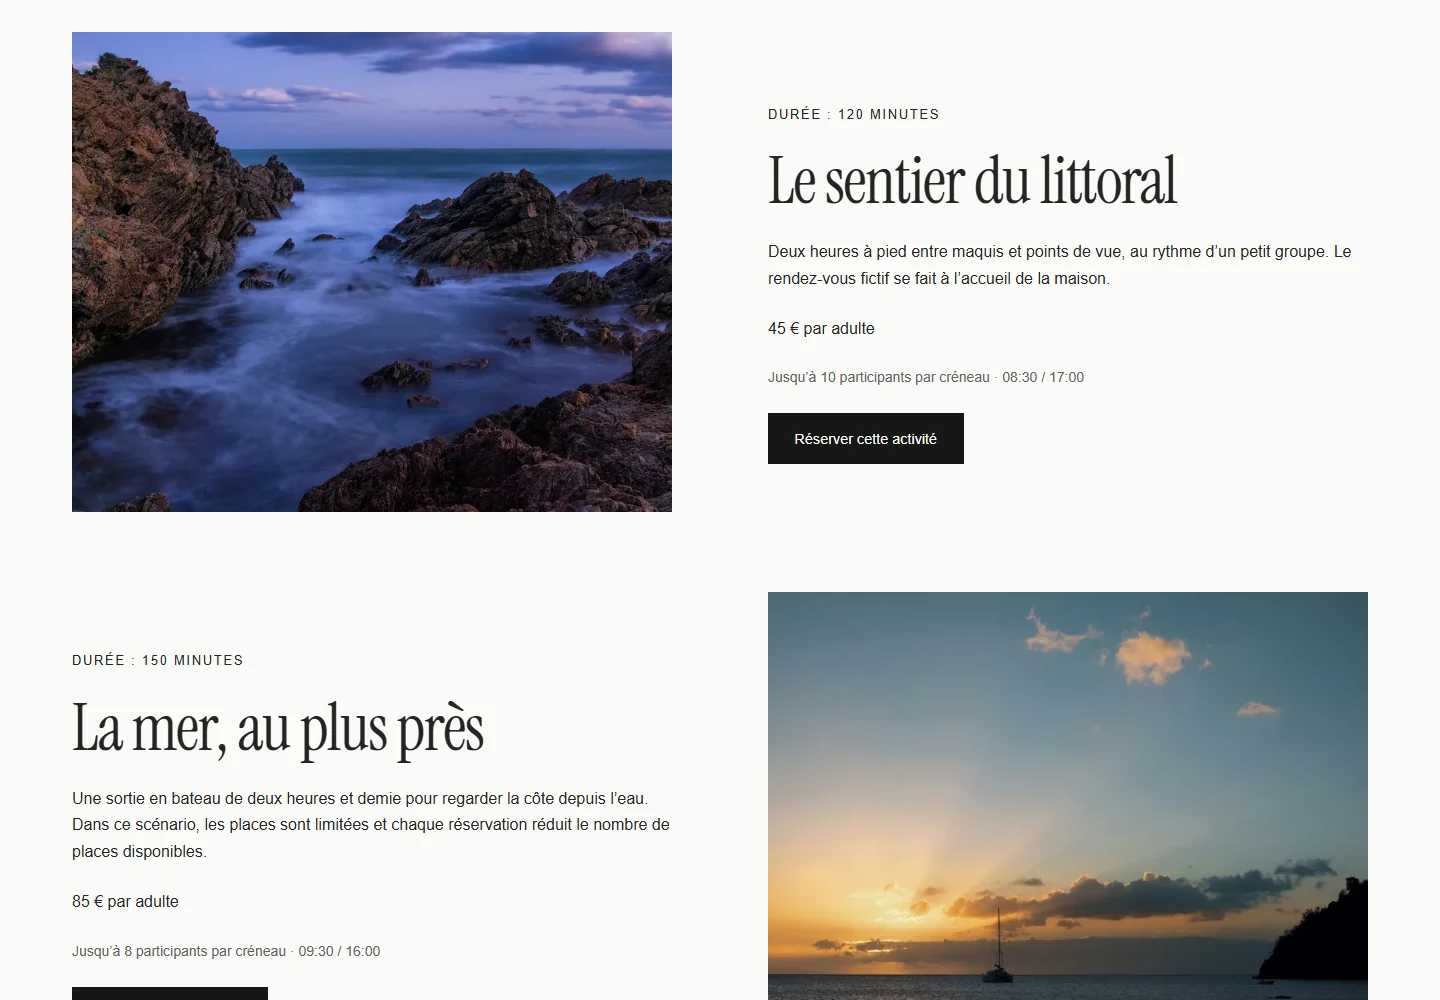 DURÉE : 120 MINUTES
Le sentier du littoral
Deux heures à pied entre maquis et points de vue, au rythme d’un petit groupe. Le
rendez-vous fictif se fait à l’accueil de la maison.
45 € par adulte
Jusqu’à 10 participants par créneau · 08:30 / 17:00
Réserver cette activité
DURÉE : 150 MINUTES
La mer, au plus près
Une sortie en bateau de deux heures et demie pour regarder la côte depuis l’eau.
Dans ce scénario, les places sont limitées et chaque réservation réduit le nombre de
places disponibles.
85 € par adulte
Jusqu’à 8 participants par créneau · 09:30 / 16:00